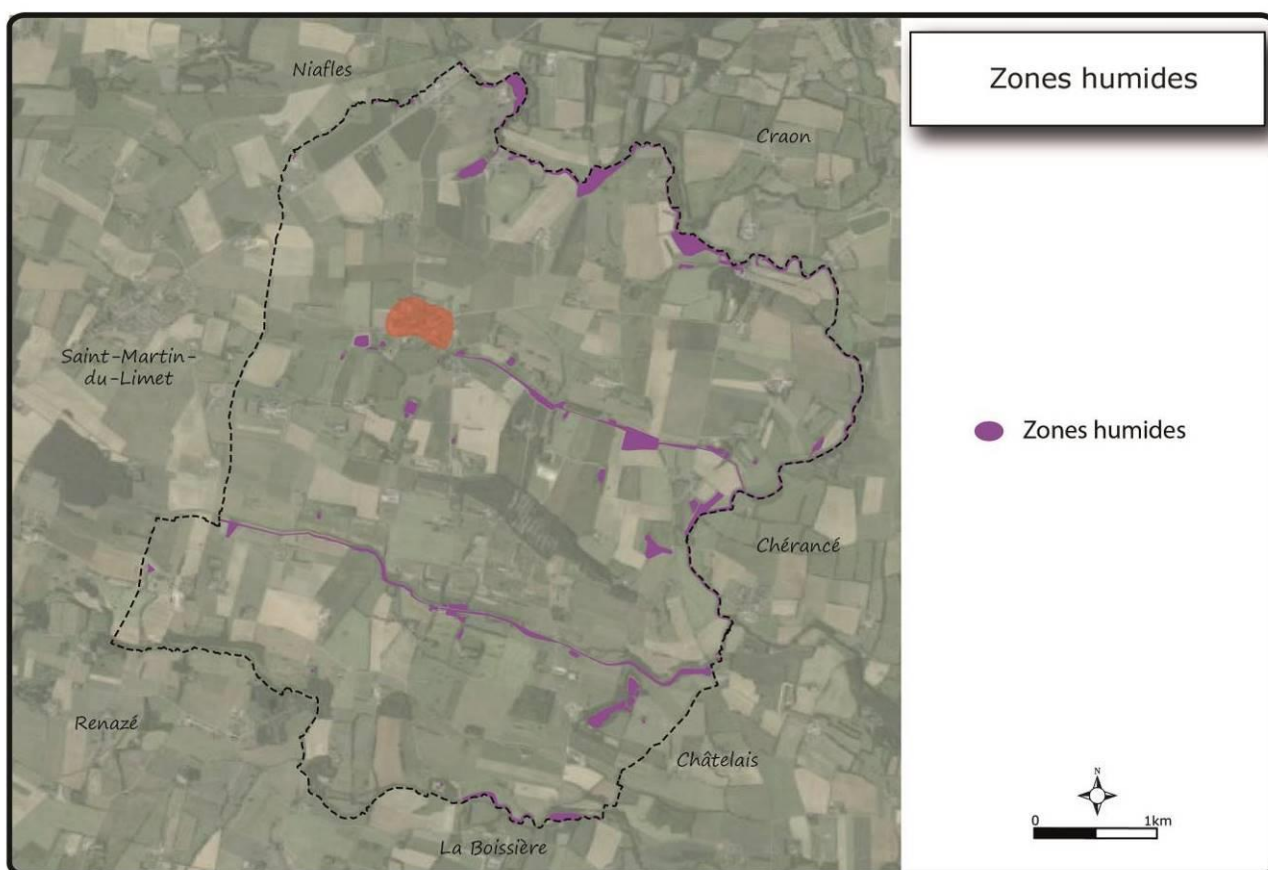 Zones humides
Niafles
Craon
Saint-Martin-
du-Limet
Zones humides
Chérancé
Renazé
Châtelais
La Boissière
N
0 1km